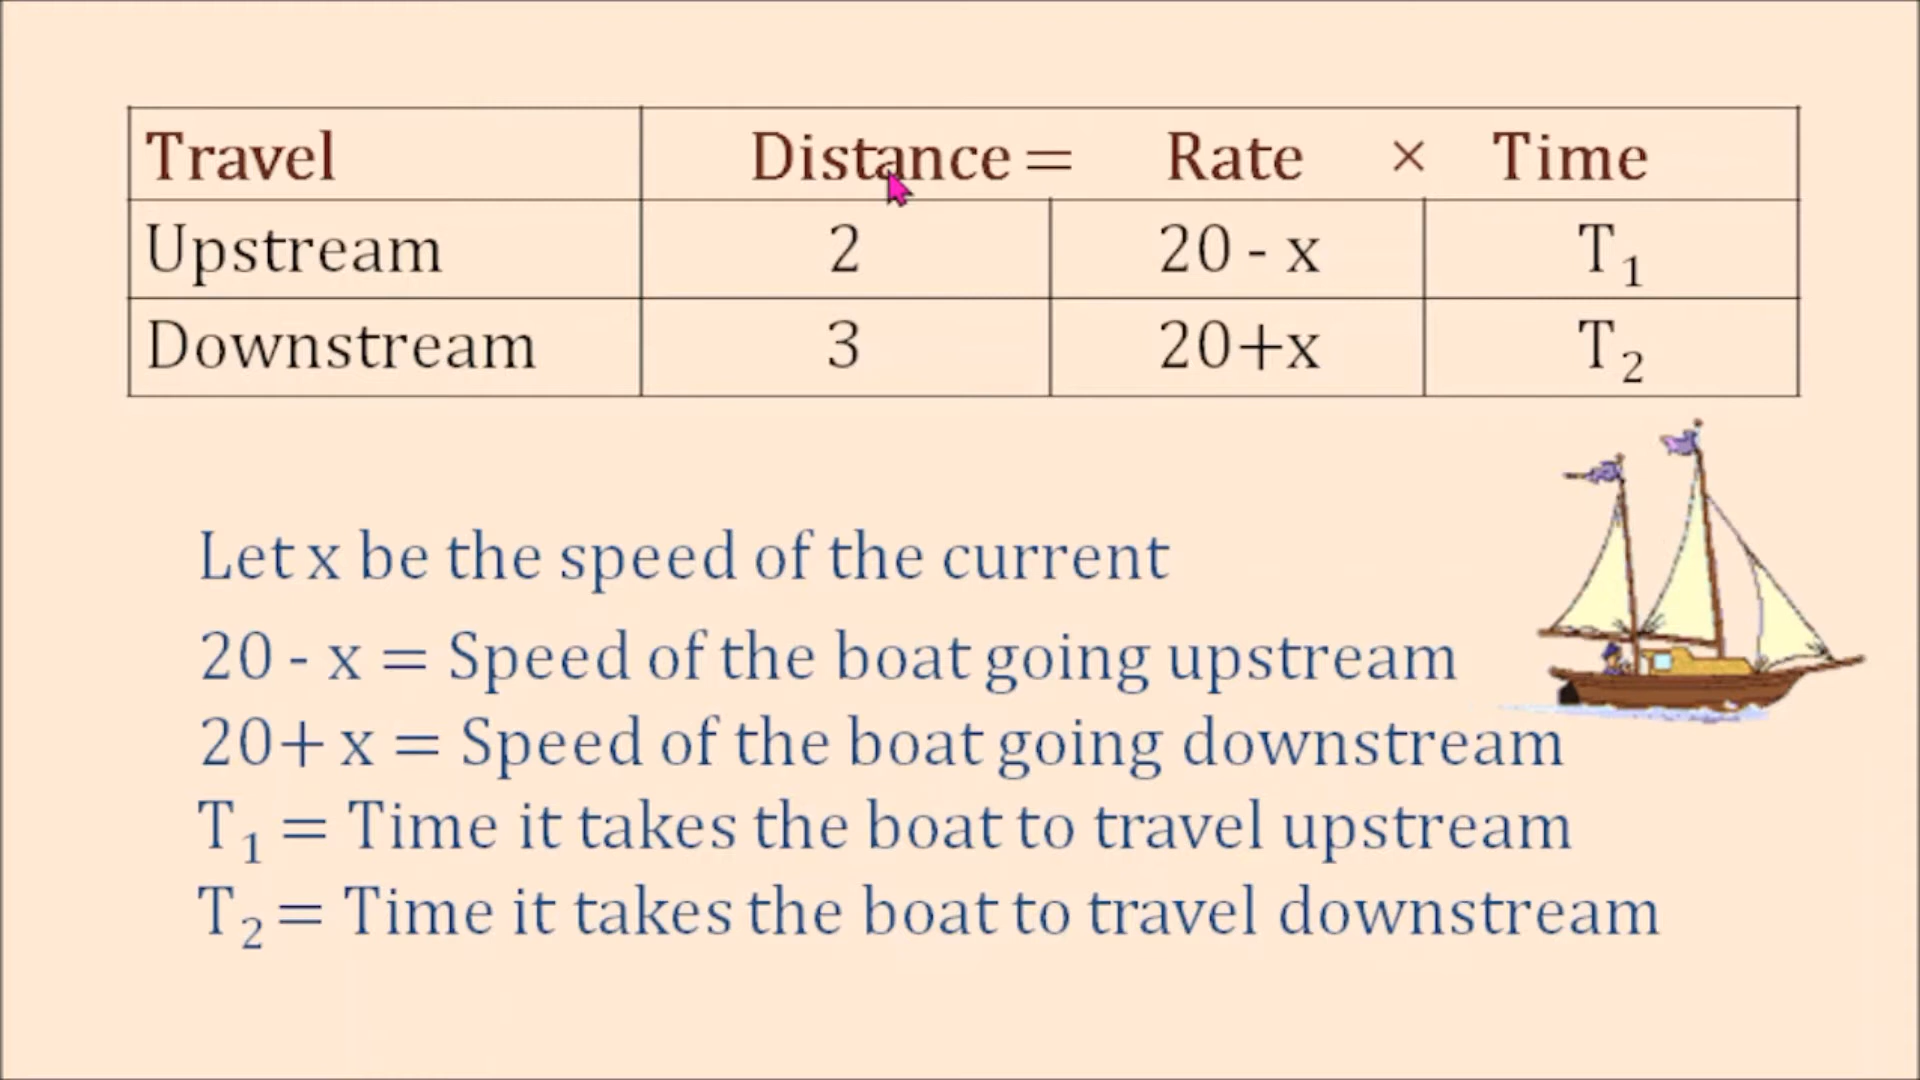 Travel Distance = Rate × Time
Upstream 2 20 - x T₁
Downstream 3 20+x T₂
Let x be the speed of the current
20 - x = Speed of the boat going upstream
20+ x = Speed of the boat going downstream
T₁ = Time it takes the boat to travel upstream
T₂ = Time it takes the boat to travel downstream